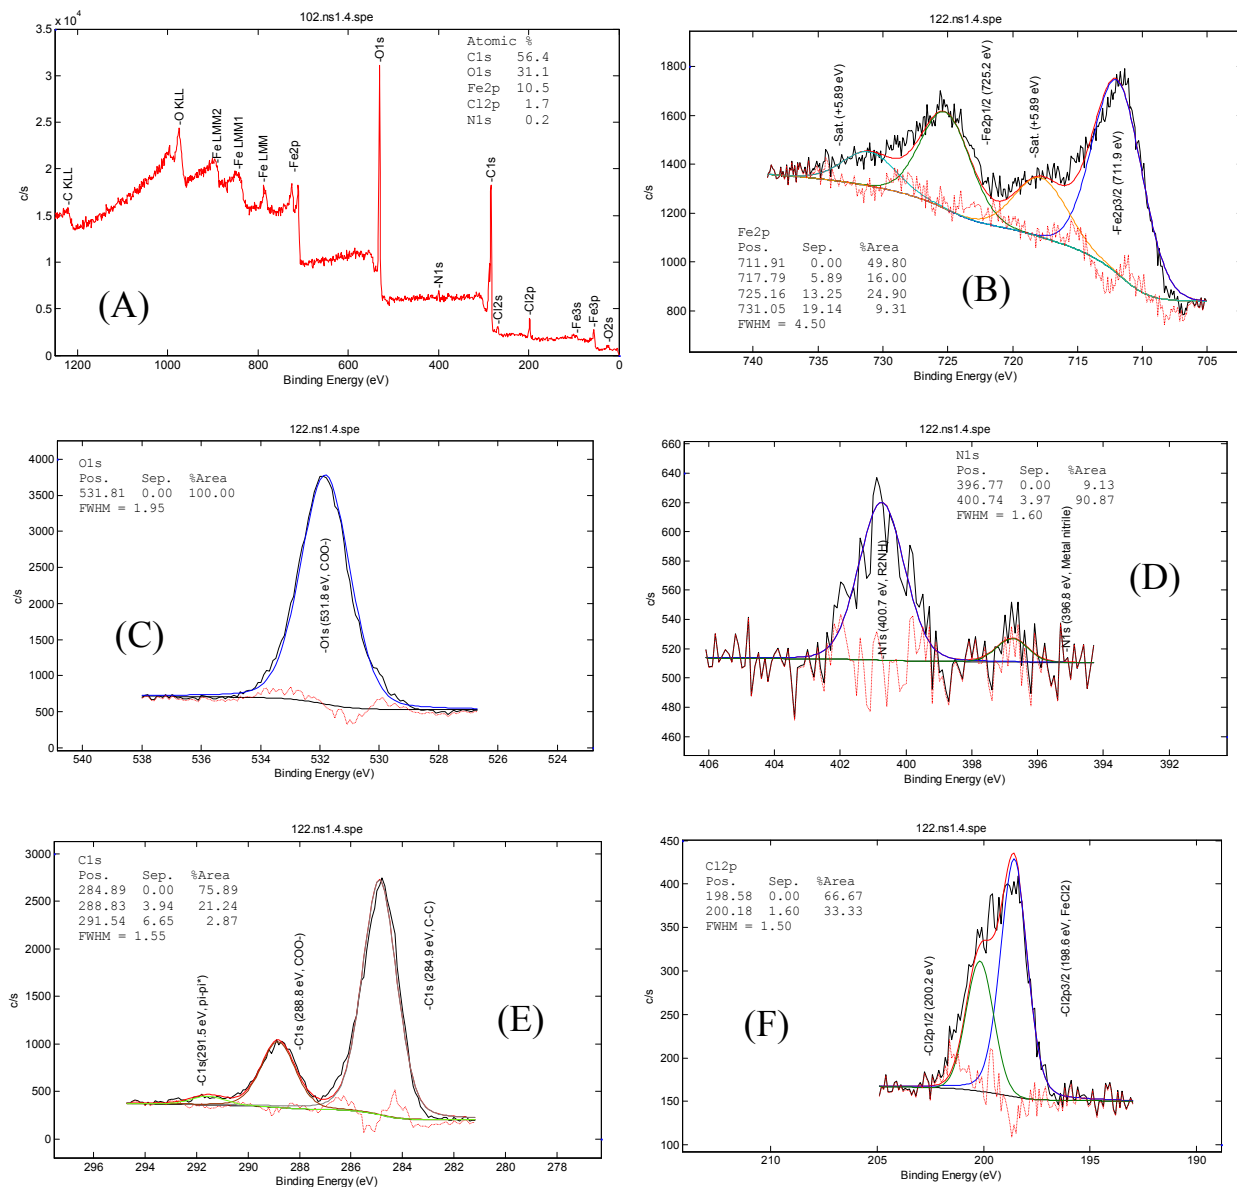 102.ns1.4.spe
x 10^4
3.5
3
2.5
2
1.5
1
0.5
0
c/s
1200
1000
800
600
400
200
0
Binding Energy (eV)
-C KLL
-O KLL
-Fe LMM2
-Fe LMM1
-Fe LMM
-Fe2p
-O1s
-N1s
-C1s
-Cl2s
-Cl2p
-Fe3s
-Fe3p
-O2s
Atomic %
C1s 56.4
O1s 31.1
Fe2p 10.5
Cl2p 1.7
N1s 0.2
(A)
122.ns1.4.spe
1800
1600
1400
1200
1000
800
c/s
740
735
730
725
720
715
710
705
Binding Energy (eV)
-Sat. (+5.89 eV)
-Fe2p1/2 (725.2 eV)
-Sat. (+5.89 eV)
-Fe2p3/2 (711.9 eV)
Fe2p
Pos. Sep. %Area
711.91 0.00 49.80
717.79 5.89 16.00
725.16 13.25 24.90
731.05 19.14 9.31
FWHM = 4.50
(B)
122.ns1.4.spe
4000
3500
3000
2500
2000
1500
1000
500
0
c/s
540
538
536
534
532
530
528
526
524
Binding Energy (eV)
O1s
Pos. Sep. %Area
531.81 0.00 100.00
FWHM = 1.95
-O1s (531.8 eV, COO-)
(C)
122.ns1.4.spe
660
640
620
600
580
560
540
520
500
480
460
c/s
406
404
402
400
398
396
394
392
Binding Energy (eV)
N1s
Pos. Sep. %Area
396.77 0.00 9.13
400.74 3.97 90.87
FWHM = 1.60
-N1s (400.7 eV, R2NH)
-N1s (396.8 eV, Metal nitrile)
(D)
122.ns1.4.spe
3000
2500
2000
1500
1000
500
0
c/s
296
294
292
290
288
286
284
282
280
278
Binding Energy (eV)
C1s
Pos. Sep. %Area
284.89 0.00 75.89
288.83 3.94 21.24
291.54 6.65 2.87
FWHM = 1.55
-C1s(291.5 eV, pi-pi*)
-C1s (288.8 eV, COO-)
-C1s (284.9 eV, C-C)
(E)
122.ns1.4.spe
450
400
350
300
250
200
150
100
c/s
210
205
200
195
190
Binding Energy (eV)
Cl2p
Pos. Sep. %Area
198.58 0.00 66.67
200.18 1.60 33.33
FWHM = 1.50
-Cl2p1/2 (200.2 eV)
-Cl2p3/2 (198.6 eV, FeCl2)
(F)